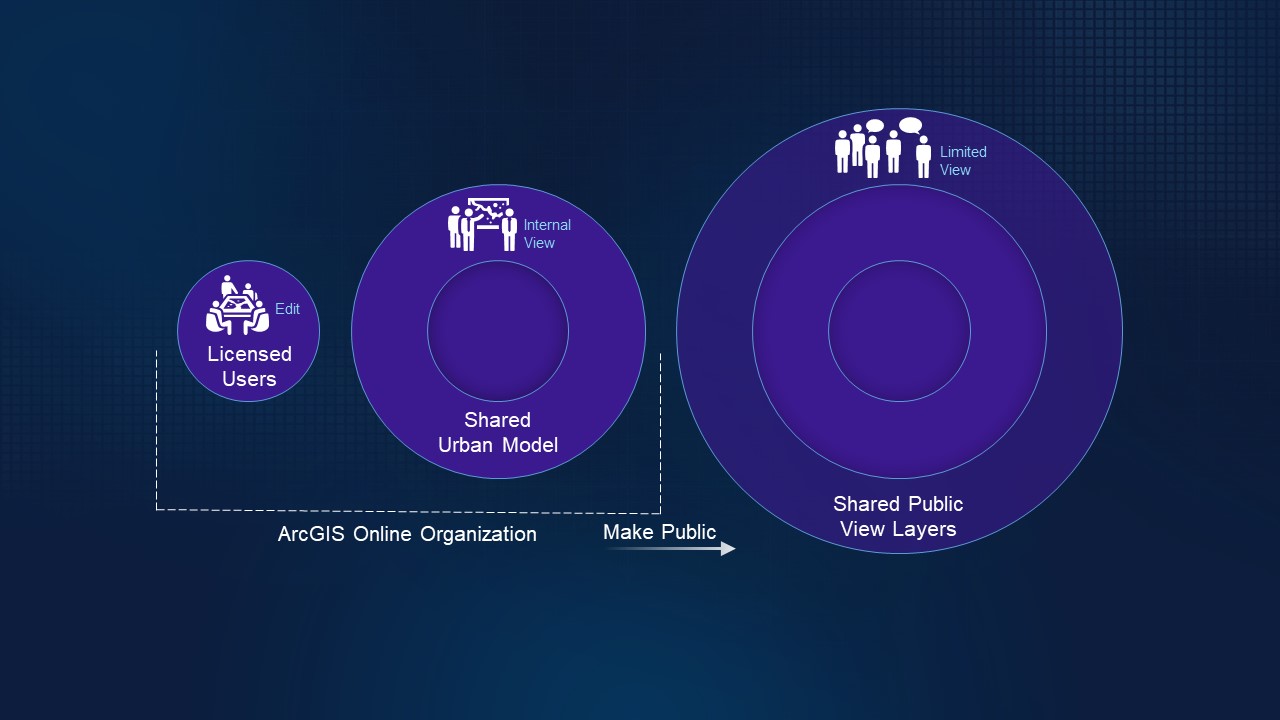 Edit
Licensed
Users
Internal
View
Shared
Urban Model
ArcGIS Online Organization
Make Public
Limited
View
Shared Public
View Layers